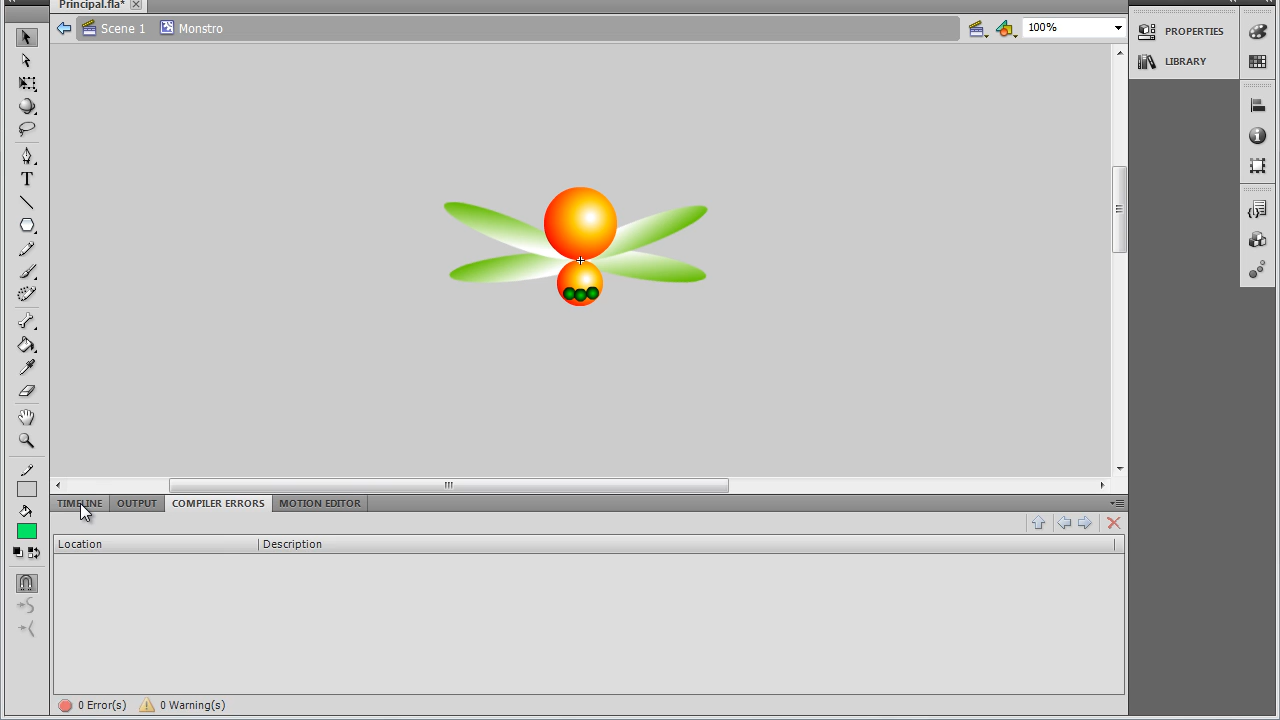 Principal.fla*
Scene 1 Monstro 100%
PROPERTIES
LIBRARY
T
TIMELINE OUTPUT COMPILER ERRORS MOTION EDITOR
Location Description
0 Error(s) 0 Warning(s)